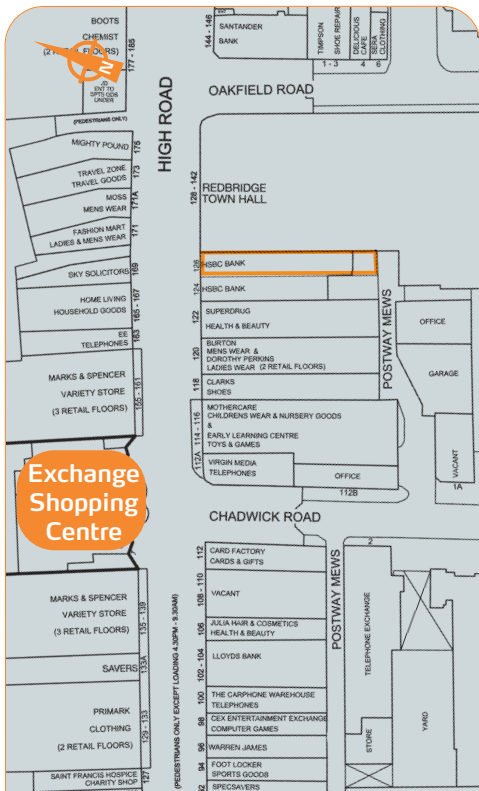 BOOTS
CHEMIST
(2 RETAIL FLOORS)
177 - 185
N
ENT TO
SPTS QDS
UNDER
(PEDESTRIANS ONLY)
MIGHTY POUND
175
TRAVEL ZONE
TRAVEL GOODS
173
MOSS
MENS WEAR
171A
FASHION MART
LADIES & MENS WEAR
171
SKY SOLICITORS
169
HOME LIVING
HOUSEHOLD GOODS
165 - 167
EE
TELEPHONES
163
MARKS & SPENCER
VARIETY STORE
(3 RETAIL FLOORS)
155 - 161
Exchange
Shopping
Centre
MARKS & SPENCER
VARIETY STORE
(3 RETAIL FLOORS)
135 - 139
SAVERS
133A
PRIMARK
CLOTHING
(2 RETAIL FLOORS)
129 - 133
SAINT FRANCIS HOSPICE
CHARITY SHOP
127
HIGH ROAD
(PEDESTRIANS ONLY EXCEPT LOADING 4.30PM - 9.30AM)
144 - 146
SANTANDER
BANK
TIMPSON
SHOE REPAIR
1 - 3
DELICIOUS
CAFE
4
SERA
CLOTHING
6
OAKFIELD ROAD
128 - 142
REDBRIDGE
TOWN HALL
126
HSBC BANK
124
HSBC BANK
122
SUPERDRUG
HEALTH & BEAUTY
120
BURTON
MENS WEAR &
DOROTHY PERKINS
LADIES WEAR (2 RETAIL FLOORS)
118
CLARKS
SHOES
114 - 116
MOTHERCARE
CHILDRENS WEAR & NURSERY GOODS
&
EARLY LEARNING CENTRE
TOYS & GAMES
112A
VIRGIN MEDIA
TELEPHONES
OFFICE
112B
POSTWAY MEWS
OFFICE
GARAGE
VACANT
1A
CHADWICK ROAD
112
CARD FACTORY
CARDS & GIFTS
108 - 110
VACANT
106
JULIA HAIR & COSMETICS
HEALTH & BEAUTY
102 - 104
LLOYDS BANK
100
THE CARPHONE WAREHOUSE
TELEPHONES
98
CEX ENTERTAINMENT EXCHANGE
COMPUTER GAMES
96
WARREN JAMES
94
FOOT LOCKER
SPORTS GOODS
92
SPECSAVERS
POSTWAY MEWS
2
TELEPHONE EXCHANGE
STORE
YARD